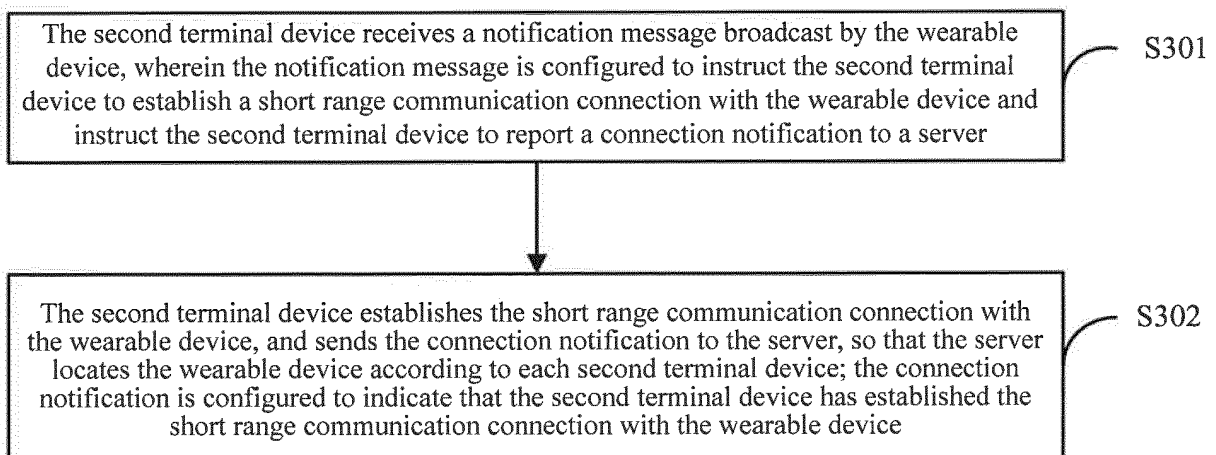 The second terminal device receives a notification message broadcast by the wearable
device, wherein the notification message is configured to instruct the second terminal
device to establish a short range communication connection with the wearable device and
instruct the second terminal device to report a connection notification to a server
S301
The second terminal device establishes the short range communication connection with
the wearable device, and sends the connection notification to the server, so that the server
locates the wearable device according to each second terminal device; the connection
notification is configured to indicate that the second terminal device has established the
short range communication connection with the wearable device
S302